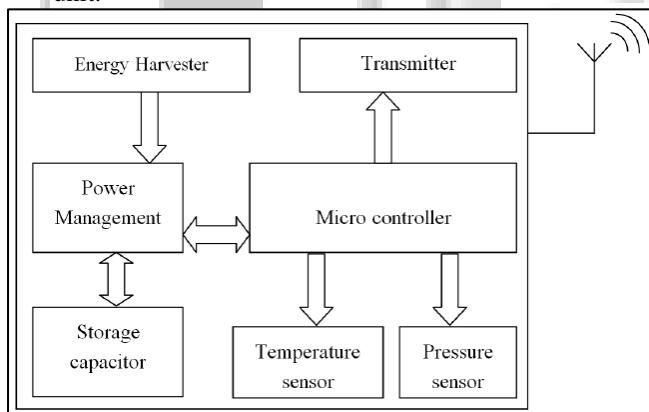 Energy Harvester
Transmitter
Power
Management
Micro controller
Storage
capacitor
Temperature
sensor
Pressure
sensor